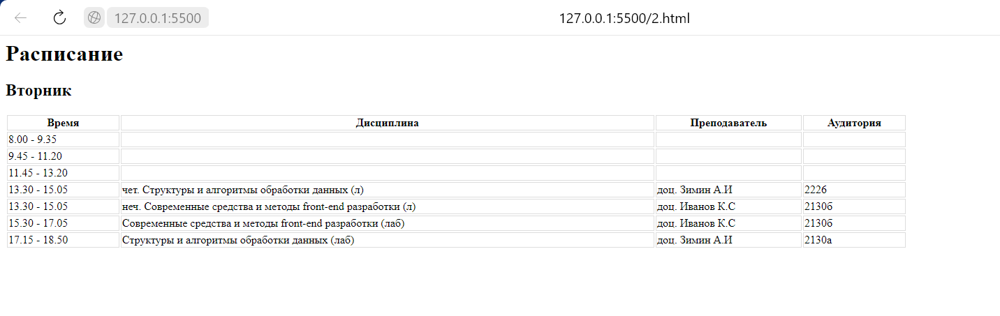 127.0.0.1:5500 127.0.0.1:5500/2.html
Расписание
Вторник
Время Дисциплина Преподаватель Аудитория
8.00 - 9.35
9.45 - 11.20
11.45 - 13.20
13.30 - 15.05 чет. Структуры и алгоритмы обработки данных (л) доц. Зимин А.И 2226
13.30 - 15.05 неч. Современные средства и методы front-end разработки (л) доц. Иванов К.С 2130б
15.30 - 17.05 Современные средства и методы front-end разработки (лаб) доц. Иванов К.С 2130б
17.15 - 18.50 Структуры и алгоритмы обработки данных (лаб) доц. Зимин А.И 2130а